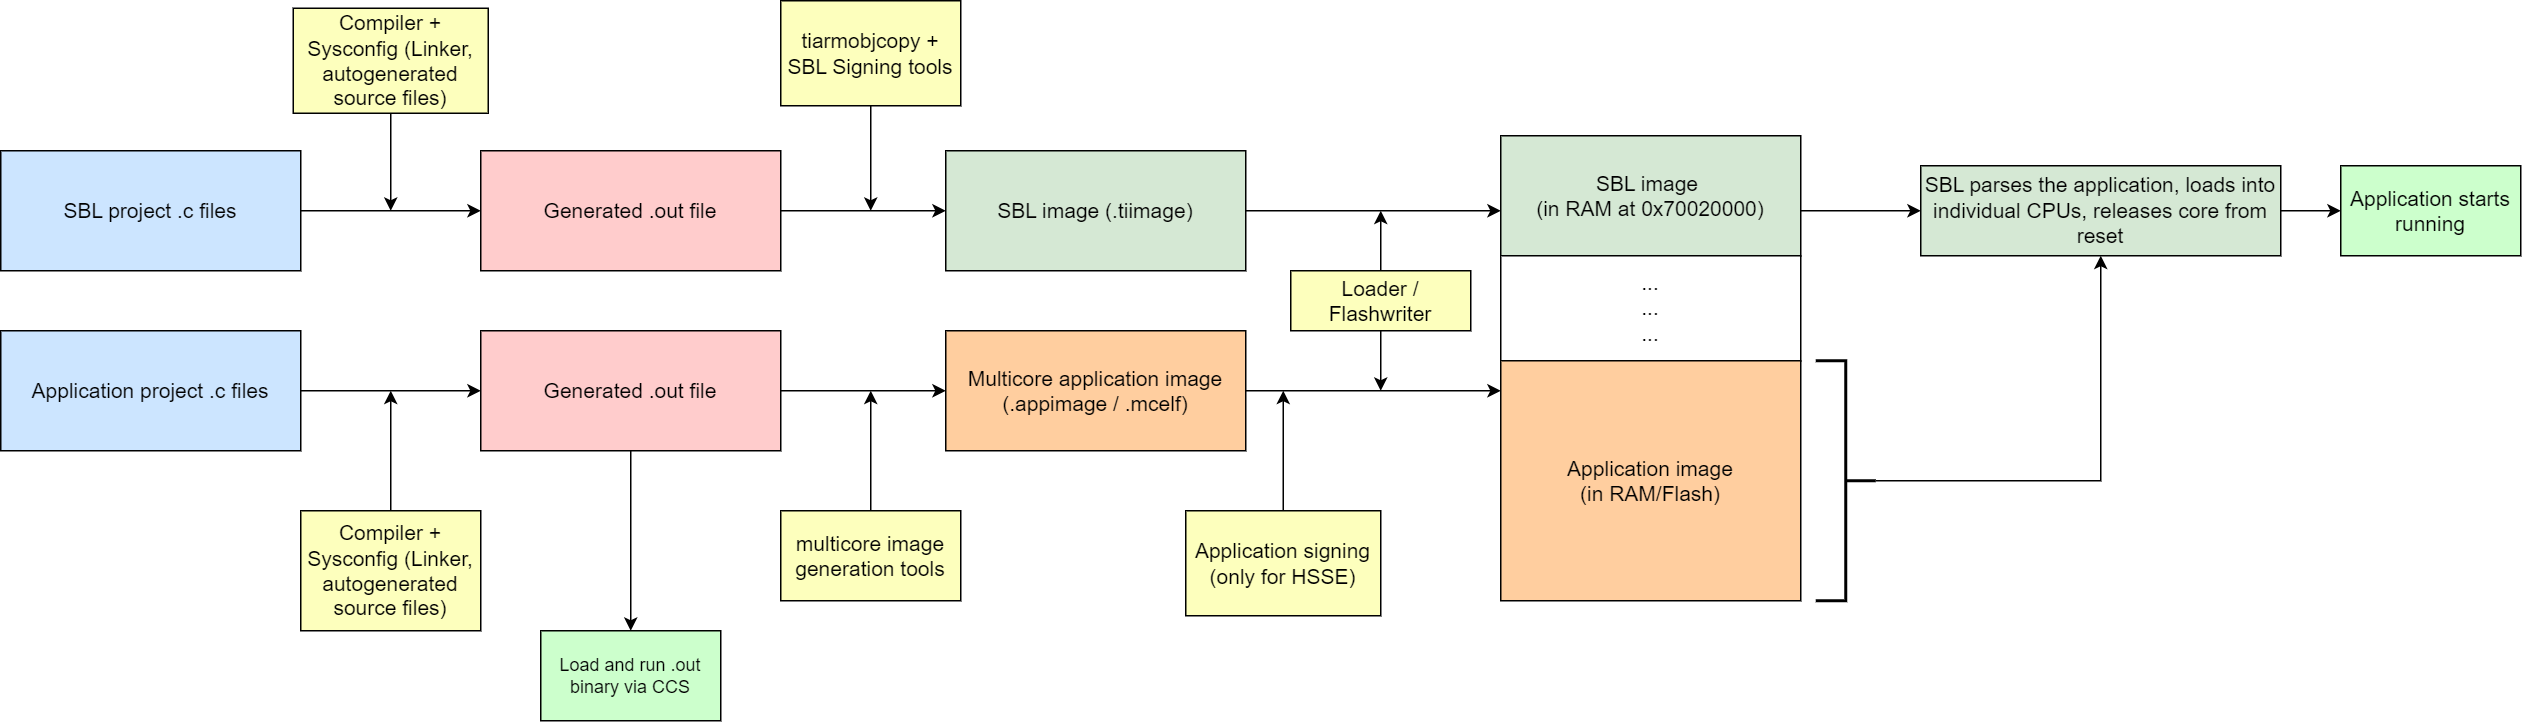 Compiler +
Sysconfig (Linker,
autogenerated
source files)
tiarmobjcopy +
SBL Signing tools
SBL project .c files
Generated .out file
SBL image (.tiimage)
SBL image
(in RAM at 0x70020000)
SBL parses the application, loads into
individual CPUs, releases core from
reset
Application starts
running
Loader /
Flashwriter
...
...
...
Application project .c files
Generated .out file
Multicore application image
(.appimage / .mcelf)
Application image
(in RAM/Flash)
Compiler +
Sysconfig (Linker,
autogenerated
source files)
multicore image
generation tools
Application signing
(only for HSSE)
Load and run .out
binary via CCS